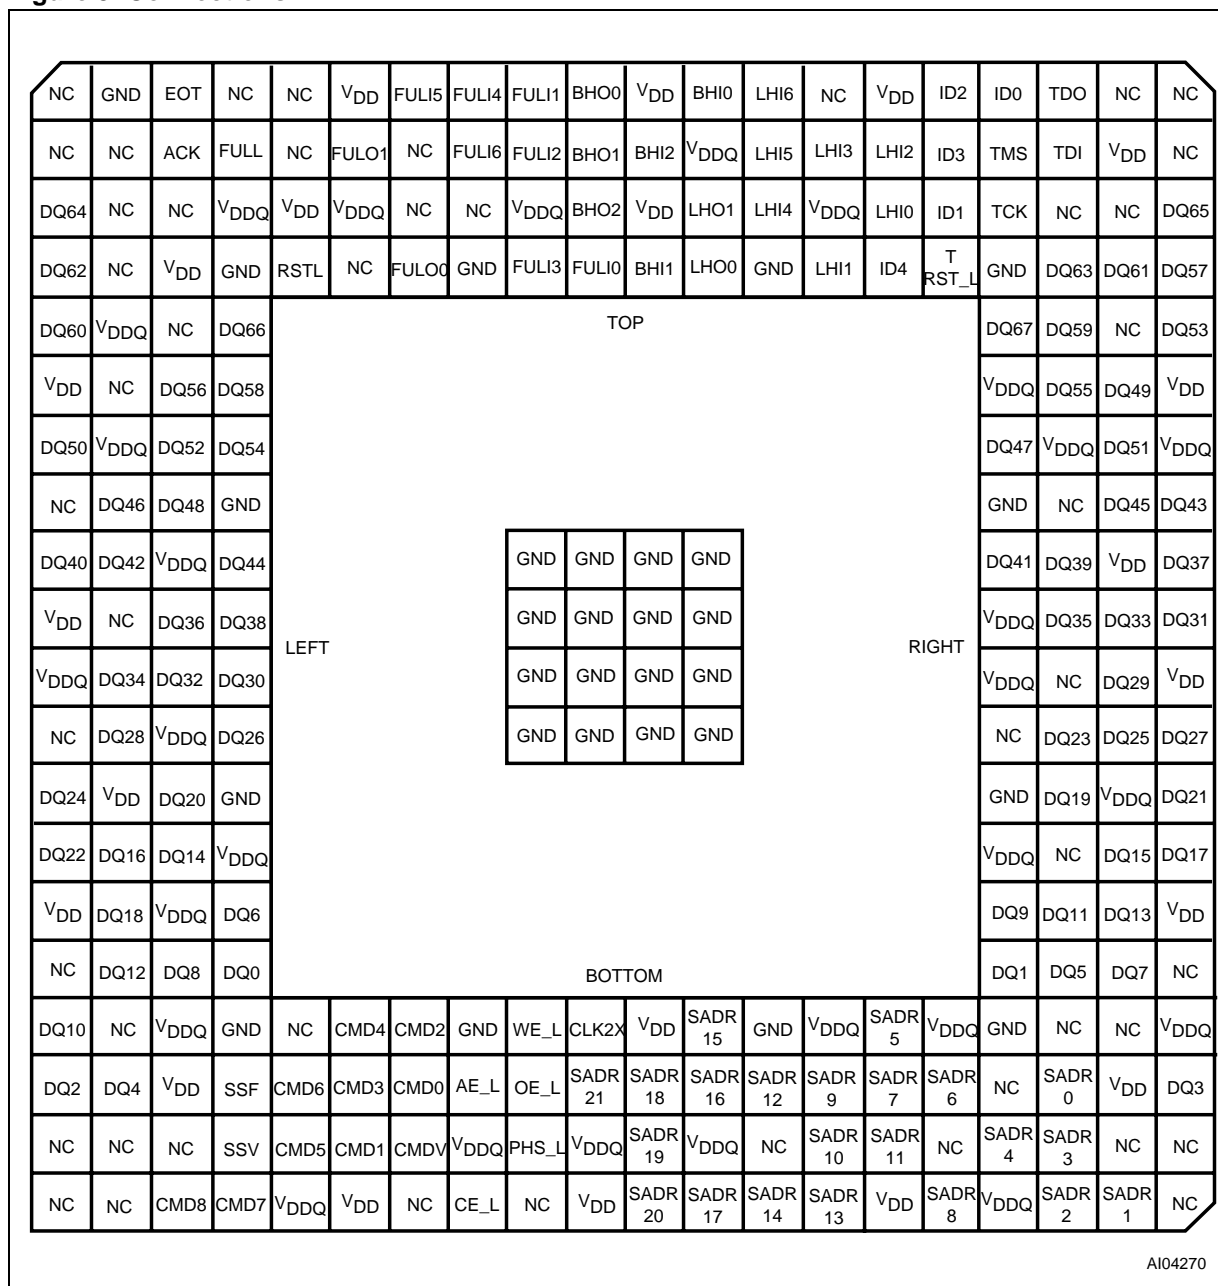 NC GND EOT NC NC VDD FULI5 FULI4 FULI1 BHO0 VDD BHI0 LHI6 NC VDD ID2 ID0 TDO NC NC
NC NC ACK FULL NC FULO1 NC FULI6 FULI2 BHO1 BHI2 VDDQ LHI5 LHI3 LHI2 ID3 TMS TDI VDD NC
DQ64 NC NC VDDQ VDD VDDQ NC NC VDDQ BHO2 VDD LHO1 LHI4 VDDQ LHI0 ID1 TCK NC NC DQ65
DQ62 NC VDD GND RSTL NC FULO0 GND FULI3 FULI0 BHI1 LHO0 GND LHI1 ID4 T RST_L GND DQ63 DQ61 DQ57
DQ60 VDDQ NC DQ66 TOP DQ67 DQ59 NC DQ53
VDD NC DQ56 DQ58 VDDQ DQ55 DQ49 VDD
DQ50 VDDQ DQ52 DQ54 DQ47 VDDQ DQ51 VDDQ
NC DQ46 DQ48 GND GND NC DQ45 DQ43
DQ40 DQ42 VDDQ DQ44 GND GND GND GND DQ41 DQ39 VDD DQ37
VDD NC DQ36 DQ38 GND GND GND GND VDDQ DQ35 DQ33 DQ31
LEFT RIGHT
VDDQ DQ34 DQ32 DQ30 GND GND GND GND VDDQ NC DQ29 VDD
NC DQ28 VDDQ DQ26 GND GND GND GND NC DQ23 DQ25 DQ27
DQ24 VDD DQ20 GND GND DQ19 VDDQ DQ21
DQ22 DQ16 DQ14 VDDQ VDDQ NC DQ15 DQ17
VDD DQ18 VDDQ DQ6 DQ9 DQ11 DQ13 VDD
NC DQ12 DQ8 DQ0 BOTTOM DQ1 DQ5 DQ7 NC
DQ10 NC VDDQ GND NC CMD4 CMD2 GND WE_L CLK2X VDD SADR 15 GND VDDQ SADR 5 VDDQ GND NC NC VDDQ
DQ2 DQ4 VDD SSF CMD6 CMD3 CMD0 AE_L OE_L SADR 21 SADR 18 SADR 16 SADR 12 SADR 9 SADR 7 SADR 6 NC SADR 0 VDD DQ3
NC NC NC SSV CMD5 CMD1 CMDV VDDQ PHS_L VDDQ SADR 19 VDDQ NC SADR 10 SADR 11 NC SADR 4 SADR 3 NC NC
NC NC CMD8 CMD7 VDDQ VDD NC CE_L NC VDD SADR 20 SADR 17 SADR 14 SADR 13 VDD SADR 8 VDDQ SADR 2 SADR 1 NC
AI04270